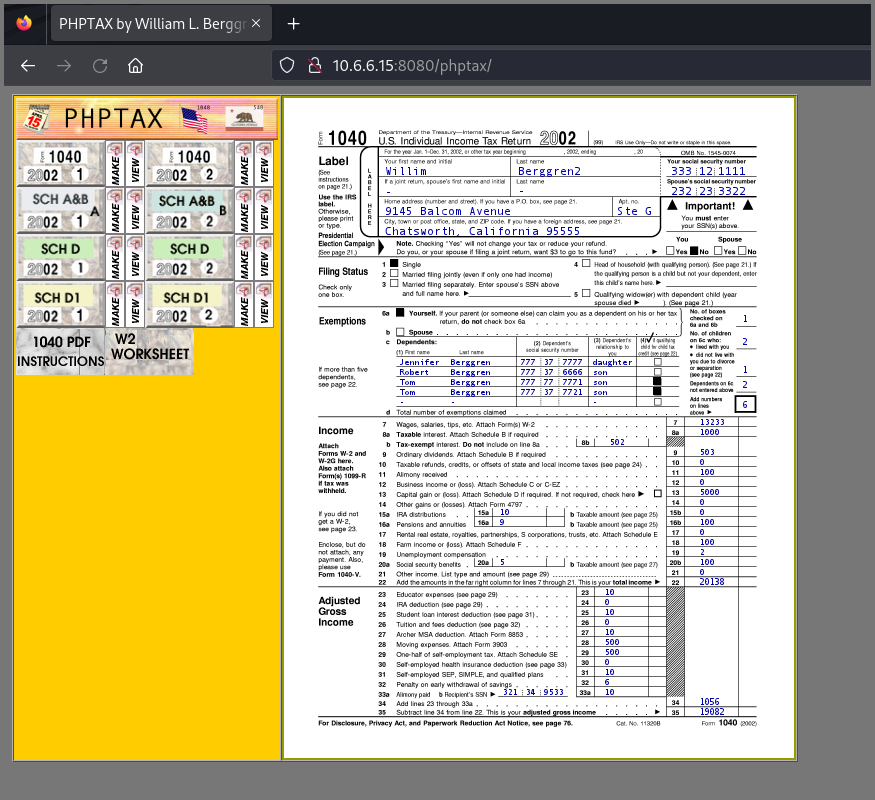 PHPTAX by William L. Berggr
10.6.6.15:8080/phptax/
15 PHPTAX 1040 540
Form 1040 2002 1 MAKE VIEW 1040 2002 2 MAKE VIEW
SCH A&B A 2002 1 MAKE VIEW SCH A&B B 2002 2 MAKE VIEW
SCH D 2002 1 MAKE VIEW SCH D 2002 2 MAKE VIEW
SCH D1 2002 1 MAKE VIEW SCH D1 2002 2 MAKE VIEW
1040 PDF INSTRUCTIONS W2 WORKSHEET
Form 1040 Department of the Treasury—Internal Revenue Service
U.S. Individual Income Tax Return 2002 (99) IRS Use Only—Do not write or staple in this space.
For the year Jan. 1-Dec. 31, 2002, or other tax year beginning , 2002, ending , 20 OMB No. 1545-0074
Label
(See instructions on page 21.)
Use the IRS label. Otherwise, please print or type.
LABEL HERE
Your first name and initial Last name Your social security number
Willim Berggren2 333 12 1111
If a joint return, spouse's first name and initial Last name Spouse's social security number
- - 232 23 3322
Home address (number and street). If you have a P.O. box, see page 21. Apt. no.
9145 Balcom Avenue Ste G
City, town or post office, state, and ZIP code. If you have a foreign address, see page 21.
Chatsworth, California 95555
▲ Important! ▲
You must enter your SSN(s) above.
Presidential Election Campaign (See page 21.)
Note. Checking "Yes" will not change your tax or reduce your refund.
Do you, or your spouse if filing a joint return, want $3 to go to this fund? . . . ▶
You Spouse
Yes No Yes No
Filing Status
Check only one box.
1 Single
2 Married filing jointly (even if only one had income)
3 Married filing separately. Enter spouse's SSN above and full name here. ▶
4 Head of household (with qualifying person). (See page 21.) If the qualifying person is a child but not your dependent, enter this child's name here. ▶
5 Qualifying widow(er) with dependent child (year spouse died ▶ ). (See page 21.)
Exemptions
6a Yourself. If your parent (or someone else) can claim you as a dependent on his or her tax return, do not check box 6a
b Spouse
c Dependents:
(1) First name Last name (2) Dependent's social security number (3) Dependent's relationship to you (4)✓ if qualifying child for child tax credit (see page 22)
Jennifer Berggren 777 37 7777 daughter
Robert Berggren 777 37 6666 son
Tom Berggren 777 37 7771 son
Tom Berggren 777 37 7721 son
- - -
If more than five dependents, see page 22.
d Total number of exemptions claimed
No. of boxes checked on 6a and 6b 1
No. of children on 6c who:
● lived with you 2
● did not live with you due to divorce or separation (see page 22) 1
Dependents on 6c not entered above 2
Add numbers on lines above ▶ 6
Income
Attach Forms W-2 and W-2G here. Also attach Form(s) 1099-R if tax was withheld.
If you did not get a W-2, see page 23.
Enclose, but do not attach, any payment. Also, please use Form 1040-V.
7 Wages, salaries, tips, etc. Attach Form(s) W-2 7 13233
8a Taxable interest. Attach Schedule B if required 8a 1000
b Tax-exempt interest. Do not include on line 8a 8b 502
9 Ordinary dividends. Attach Schedule B if required 9 503
10 Taxable refunds, credits, or offsets of state and local income taxes (see page 24) 10 0
11 Alimony received 11 100
12 Business income or (loss). Attach Schedule C or C-EZ 12 0
13 Capital gain or (loss). Attach Schedule D if required. If not required, check here ▶ 13 5000
14 Other gains or (losses). Attach Form 4797 14 0
15a IRA distributions 15a 10 b Taxable amount (see page 25) 15b 0
16a Pensions and annuities 16a 9 b Taxable amount (see page 25) 16b 100
17 Rental real estate, royalties, partnerships, S corporations, trusts, etc. Attach Schedule E 17 0
18 Farm income or (loss). Attach Schedule F 18 100
19 Unemployment compensation 19 2
20a Social security benefits 20a 5 b Taxable amount (see page 27) 20b 100
21 Other income. List type and amount (see page 29) 21 0
22 Add the amounts in the far right column for lines 7 through 21. This is your total income ▶ 22 20138
Adjusted Gross Income
23 Educator expenses (see page 29) 23 10
24 IRA deduction (see page 29) 24 0
25 Student loan interest deduction (see page 31) 25 10
26 Tuition and fees deduction (see page 32) 26 0
27 Archer MSA deduction. Attach Form 8853 27 10
28 Moving expenses. Attach Form 3903 28 500
29 One-half of self-employment tax. Attach Schedule SE 29 500
30 Self-employed health insurance deduction (see page 33) 30 0
31 Self-employed SEP, SIMPLE, and qualified plans 31 10
32 Penalty on early withdrawal of savings 32 6
33a Alimony paid b Recipient's SSN ▶ 321 34 9533 33a 10
34 Add lines 23 through 33a 34 1056
35 Subtract line 34 from line 22. This is your adjusted gross income ▶ 35 19082
For Disclosure, Privacy Act, and Paperwork Reduction Act Notice, see page 76. Cat. No. 11320B Form 1040 (2002)